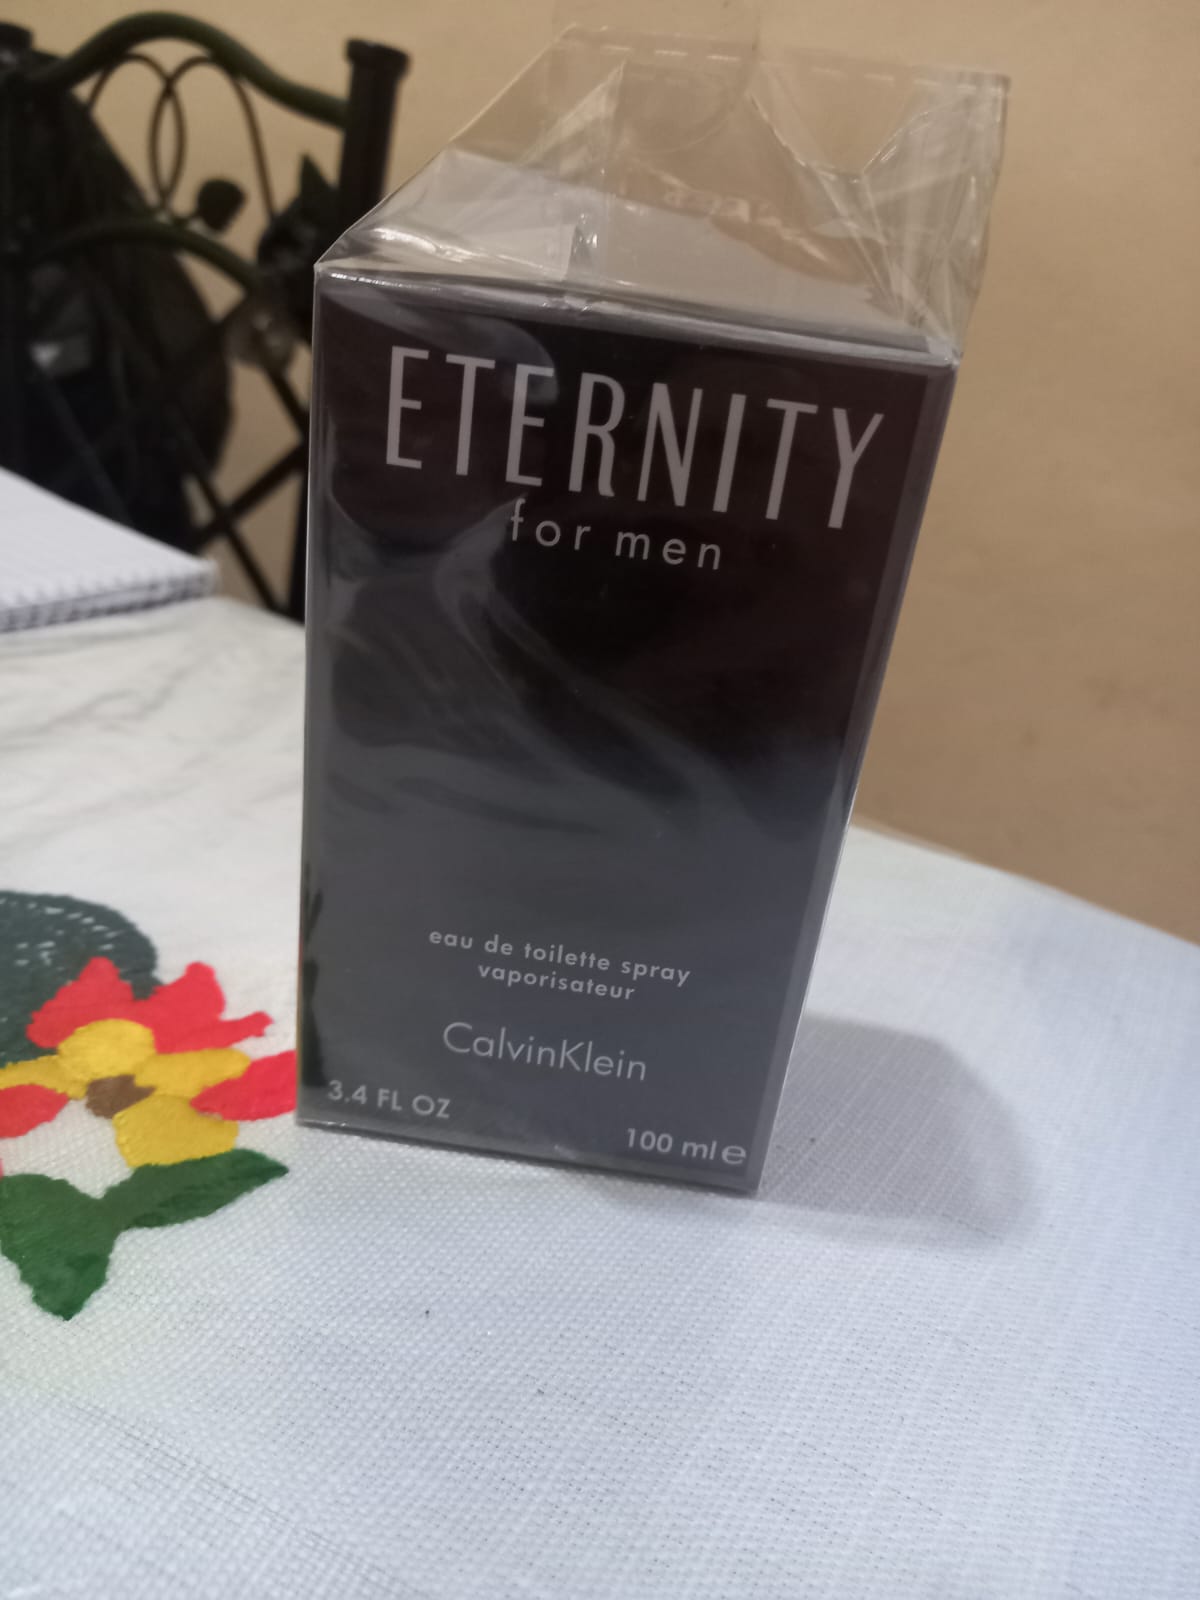 ETERNITY
for men
eau de toilette spray
vaporisateur
CalvinKlein
3.4 FL OZ
100 ml e